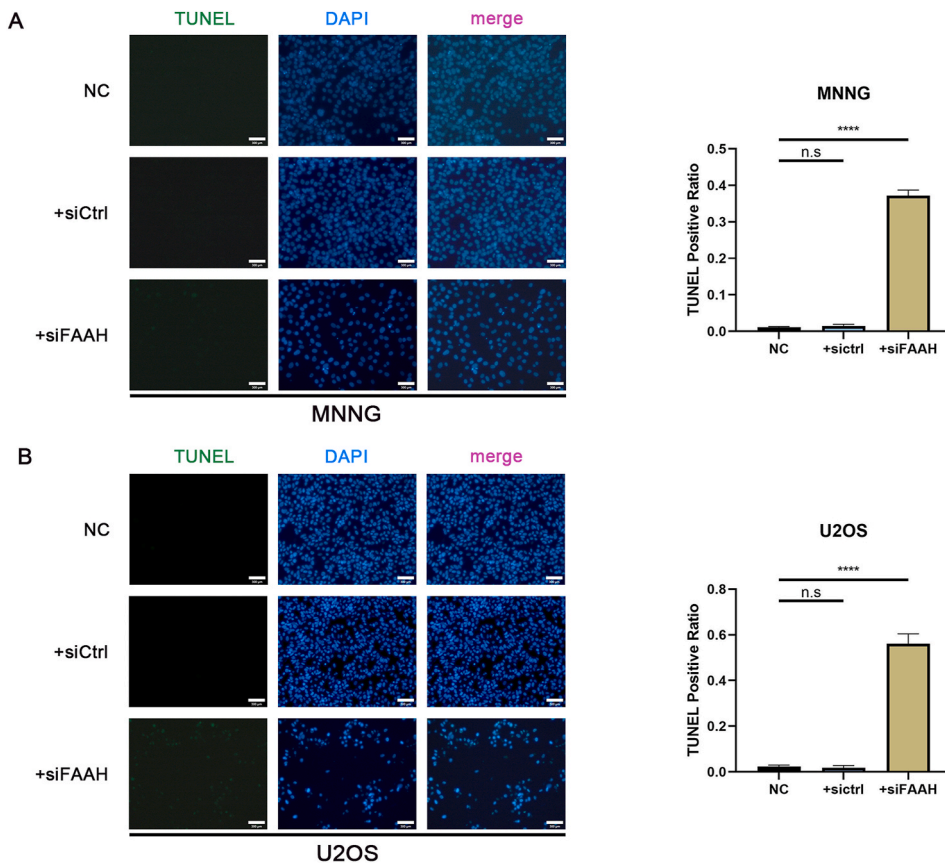 A
TUNEL DAPI merge
NC
+siCtrl
+siFAAH
MNNG
MNNG
****
n.s
TUNEL Positive Ratio
0.5
0.4
0.3
0.2
0.1
0.0
NC +sictrl +siFAAH
B
TUNEL DAPI merge
NC
+siCtrl
+siFAAH
U2OS
U2OS
****
n.s
TUNEL Positive Ratio
0.8
0.6
0.4
0.2
0.0
NC +sictrl +siFAAH